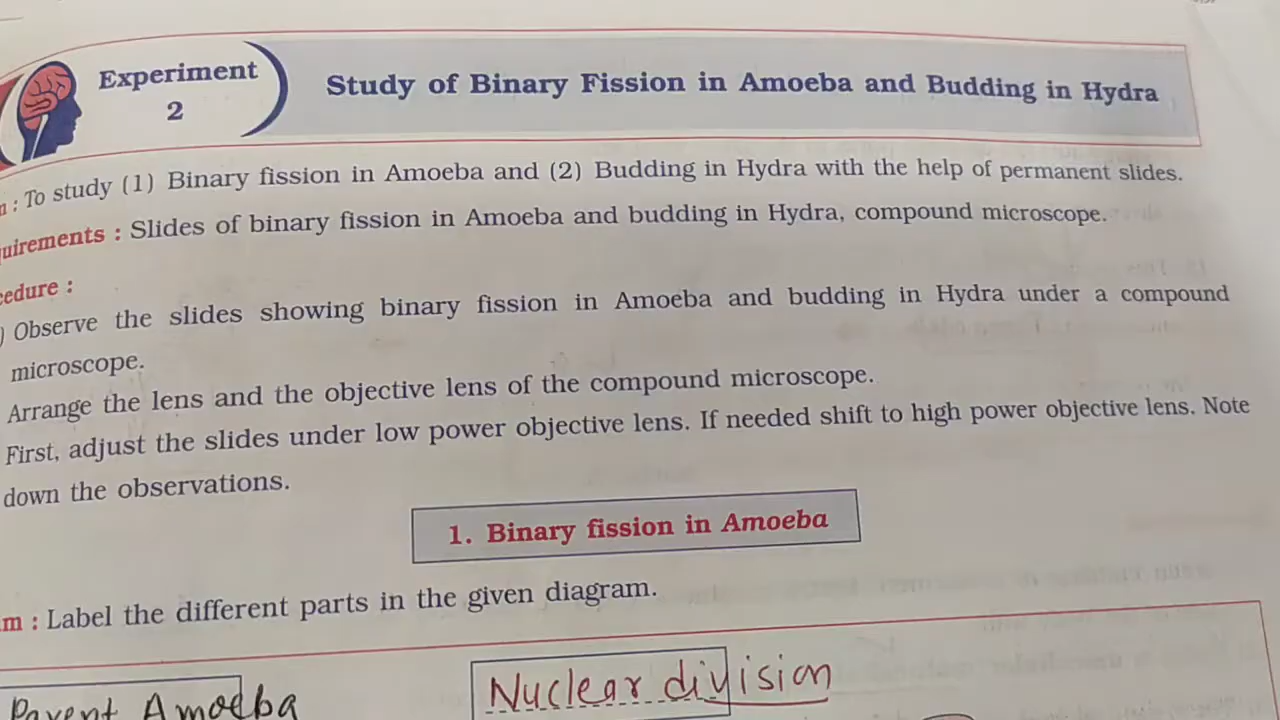 Experiment
2
Study of Binary Fission in Amoeba and Budding in Hydra
: To study (1) Binary fission in Amoeba and (2) Budding in Hydra with the help of permanent slides.
uirements : Slides of binary fission in Amoeba and budding in Hydra, compound microscope.
cedure :
) Observe the slides showing binary fission in Amoeba and budding in Hydra under a compound
microscope.
Arrange the lens and the objective lens of the compound microscope.
First, adjust the slides under low power objective lens. If needed shift to high power objective lens. Note
down the observations.
1. Binary fission in Amoeba
m : Label the different parts in the given diagram.
Parent Amoeba
Nuclear division